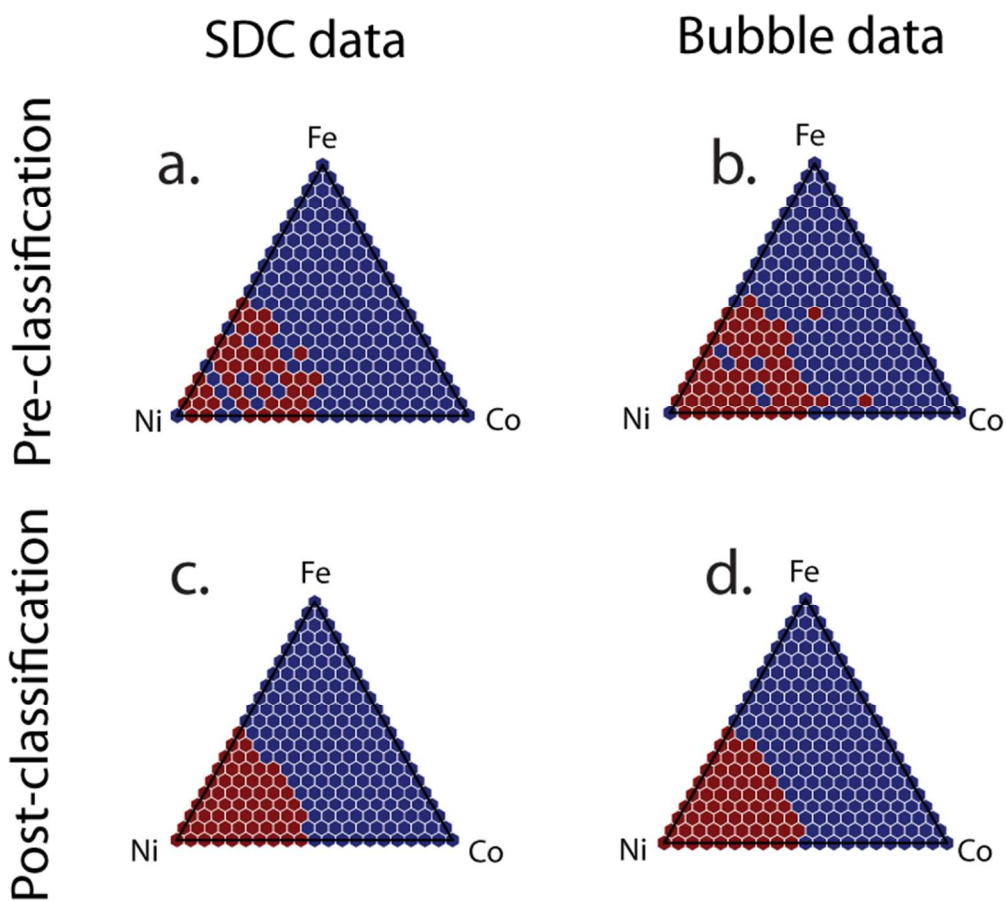 SDC data
Bubble data
Pre-classification
a.
Fe
Ni
Co
b.
Fe
Ni
Co
Post-classification
c.
Fe
Ni
Co
d.
Fe
Ni
Co